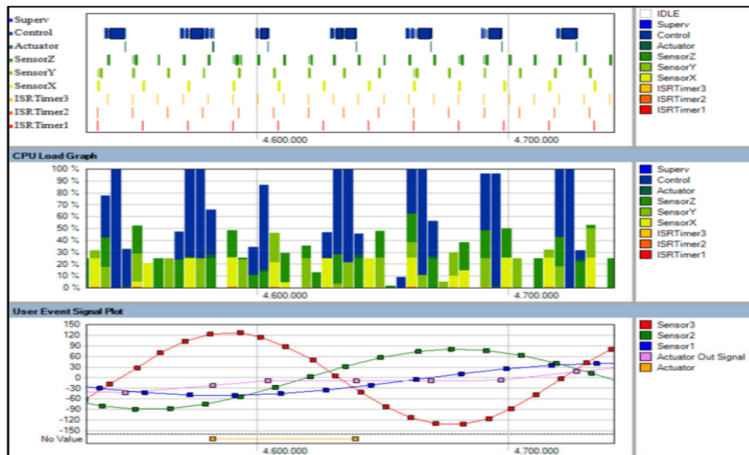 Superv
Control
Actuator
SensorZ
SensorY
SensorX
ISRTimer3
ISRTimer2
ISRTimer1
4.600.000
4.700.000
IDLE
Superv
Control
Actuator
SensorZ
SensorY
SensorX
ISRTimer3
ISRTimer2
ISRTimer1
CPU Load Graph
100 %
90 %
80 %
70 %
60 %
50 %
40 %
30 %
20 %
10 %
0 %
4.600.000
4.700.000
Superv
Control
Actuator
SensorZ
SensorY
SensorX
ISRTimer3
ISRTimer2
ISRTimer1
User Event Signal Plot
150
120
90
60
30
0
-30
-60
-90
-120
-150
No Value
4.600.000
4.700.000
Sensor3
Sensor2
Sensor1
Actuator Out Signal
Actuator